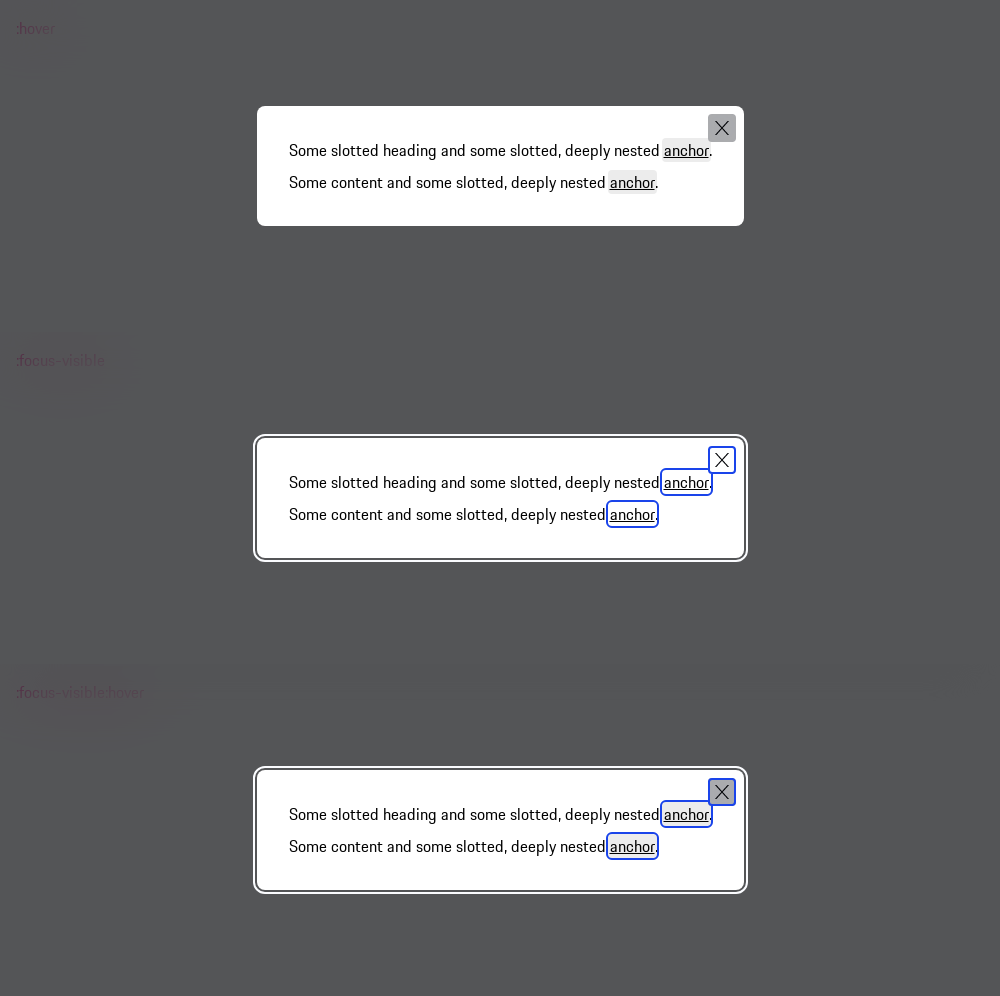 :hover
Some slotted heading and some slotted, deeply nested anchor.
Some content and some slotted, deeply nested anchor.
:focus-visible
Some slotted heading and some slotted, deeply nested anchor.
Some content and some slotted, deeply nested anchor.
:focus-visible:hover
Some slotted heading and some slotted, deeply nested anchor.
Some content and some slotted, deeply nested anchor.